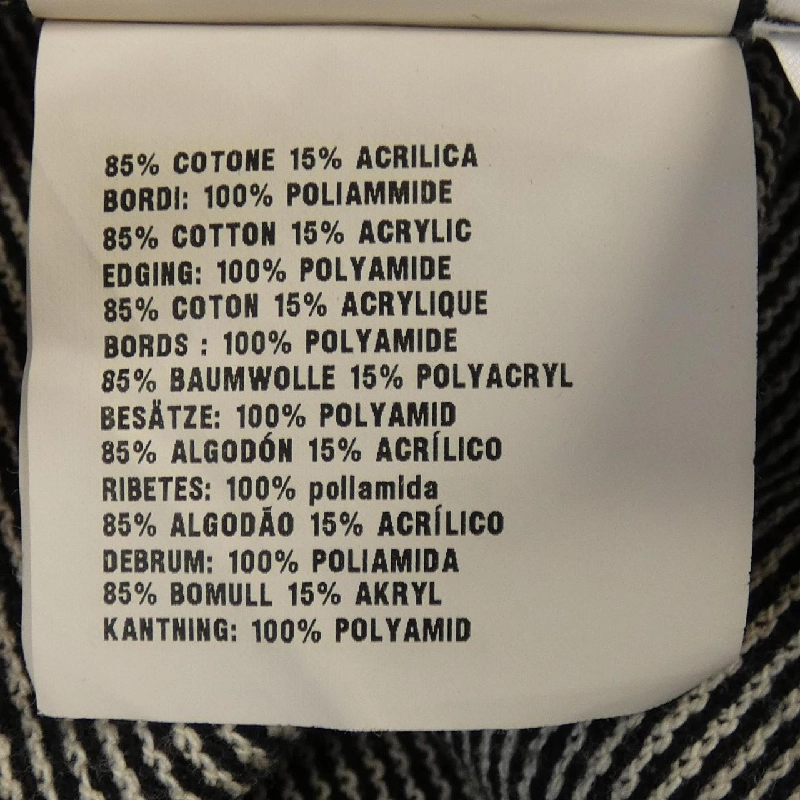 85% COTONE 15% ACRILICA
BORDI: 100% POLIAMMIDE
85% COTTON 15% ACRYLIC
EDGING: 100% POLYAMIDE
85% COTON 15% ACRYLIQUE
BORDS : 100% POLYAMIDE
85% BAUMWOLLE 15% POLYACRYL
BESÄTZE: 100% POLYAMID
85% ALGODÓN 15% ACRÍLICO
RIBETES: 100% poliamida
85% ALGODÃO 15% ACRÍLICO
DEBRUM: 100% POLIAMIDA
85% BOMULL 15% AKRYL
KANTNING: 100% POLYAMID